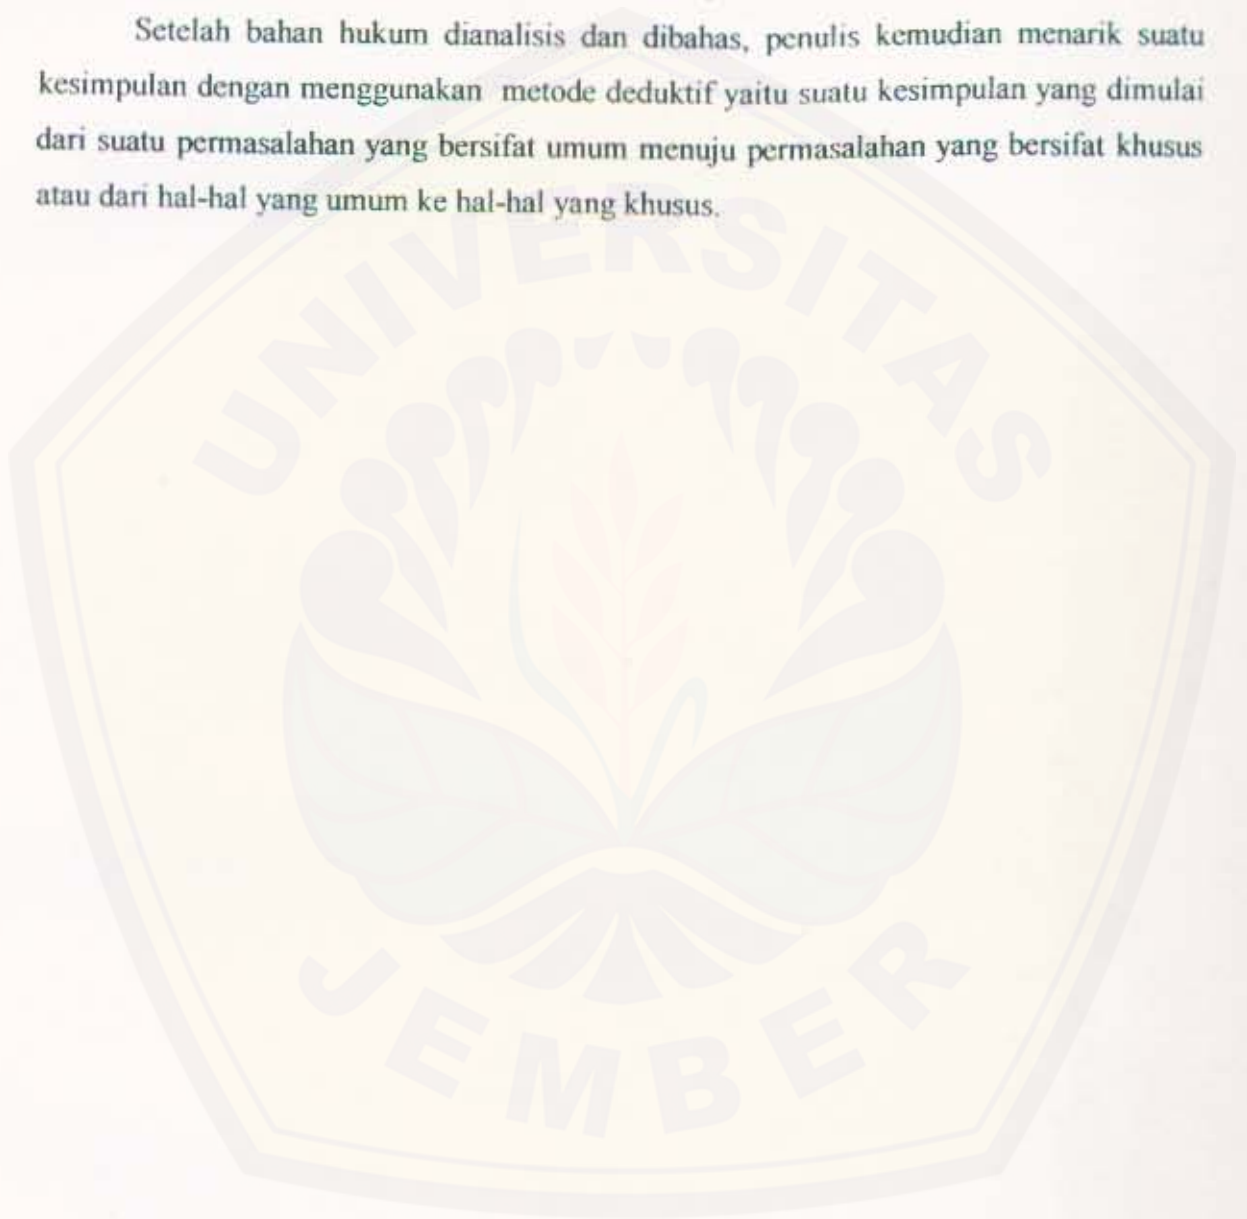 Setelah bahan hukum dianalisis dan dibahas, penulis kemudian menarik suatu
kesimpulan dengan menggunakan metode deduktif yaitu suatu kesimpulan yang dimulai
dari suatu permasalahan yang bersifat umum menuju permasalahan yang bersifat khusus
atau dari hal-hal yang umum ke hal-hal yang khusus.
UNIVERSITAS
JEMBER